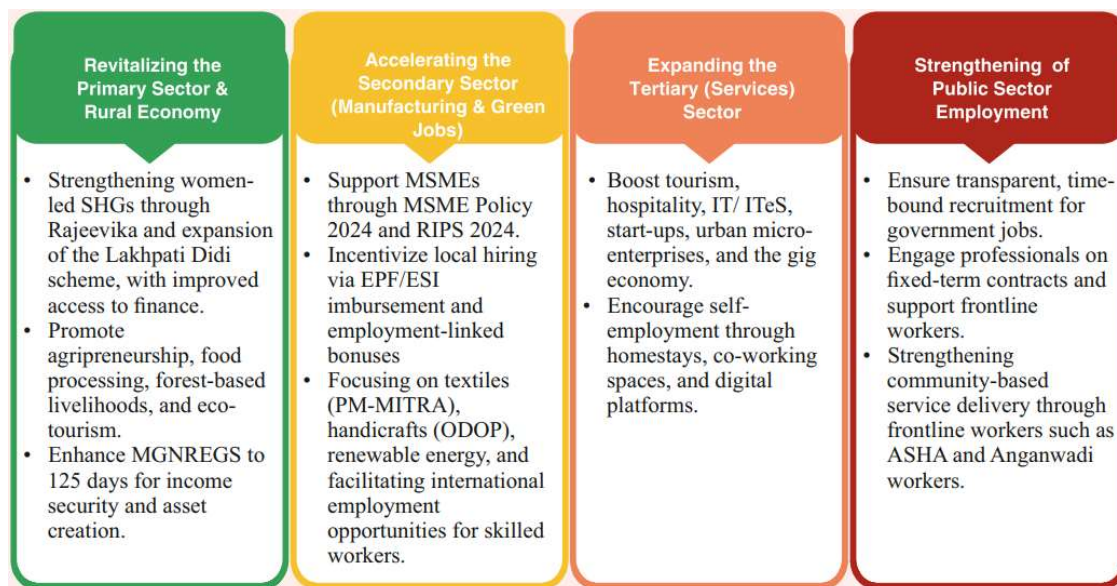 Revitalizing the
Primary Sector &
Rural Economy
• Strengthening women-
led SHGs through
Rajeevika and expansion
of the Lakhpati Didi
scheme, with improved
access to finance.
• Promote
agripreneurship, food
processing, forest-based
livelihoods, and eco-
tourism.
• Enhance MGNREGS to
125 days for income
security and asset
creation.
Accelerating the
Secondary Sector
(Manufacturing & Green
Jobs)
• Support MSMEs
through MSME Policy
2024 and RIPS 2024.
• Incentivize local hiring
via EPF/ESI
imbursement and
employment-linked
bonuses
• Focusing on textiles
(PM-MITRA),
handicrafts (ODOP),
renewable energy, and
facilitating international
employment
opportunities for skilled
workers.
Expanding the
Tertiary (Services)
Sector
• Boost tourism,
hospitality, IT/ ITeS,
start-ups, urban micro-
enterprises, and the gig
economy.
• Encourage self-
employment through
homestays, co-working
spaces, and digital
platforms.
Strengthening of
Public Sector
Employment
• Ensure transparent, time-
bound recruitment for
government jobs.
• Engage professionals on
fixed-term contracts and
support frontline
workers.
• Strengthening
community-based
service delivery through
frontline workers such as
ASHA and Anganwadi
workers.